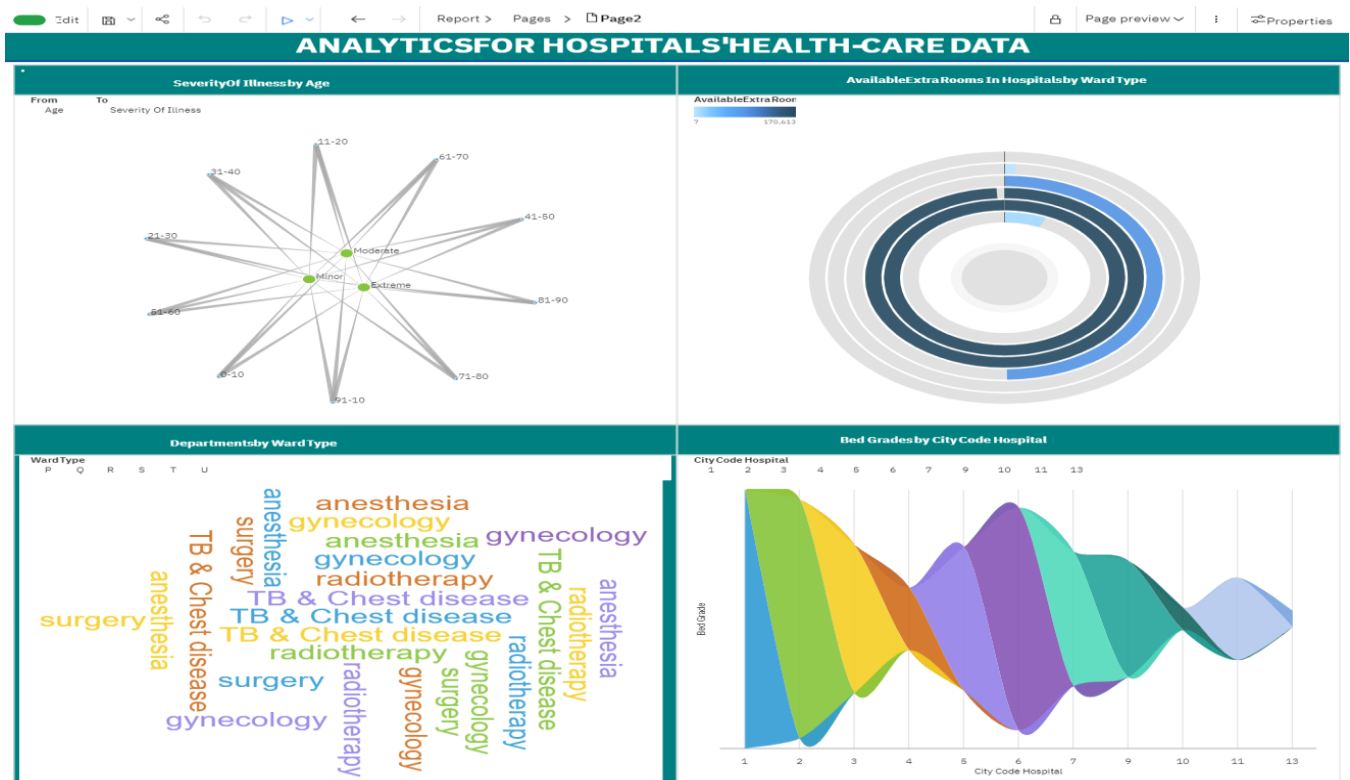 Edit Report > Pages > Page2 Page preview Properties
ANALYTICSFOR HOSPITALS'HEALTH-CARE DATA
SeverityOf Illness by Age
From To
Age Severity Of Illness
11-20
61-70
31-40
41-50
21-30
Moderate
Minor
Extreme
81-90
51-60
0-10
71-80
91-10
AvailableExtraRooms In Hospitalsby Ward Type
AvailableExtraRoor
7 170,613
Departmentsby Ward Type
Ward Type
P Q R S T U
anesthesia
anesthesia
gynecology
surgery
anesthesia
gynecology
gynecology
TB & Chest disease
TB & Chest disease
radiotherapy
anesthesia
radiotherapy
anesthesia
TB & Chest disease
TB & Chest disease
surgery
TB & Chest disease
radiotherapy
radiotherapy
gynecology
surgery
radiotherapy
gynecology
surgery
gynecology
Bed Grades by City Code Hospital
City Code Hospital
1 2 3 4 5 6 7 9 10 11 13
Bed Grade
1 2 3 4 5 6 7 9 10 11 13
City Code Hospital